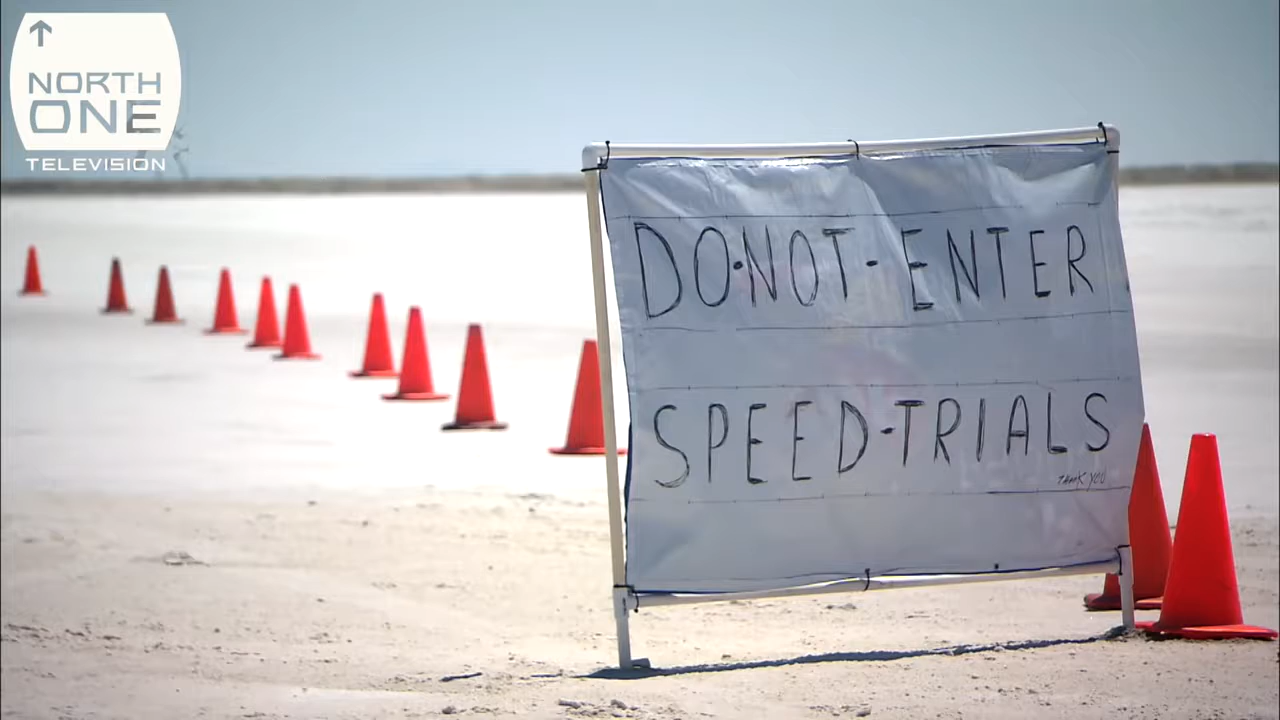 NORTH
ONE
TELEVISION
DO-NOT-ENTER
SPEED-TRIALS
THANK YOU